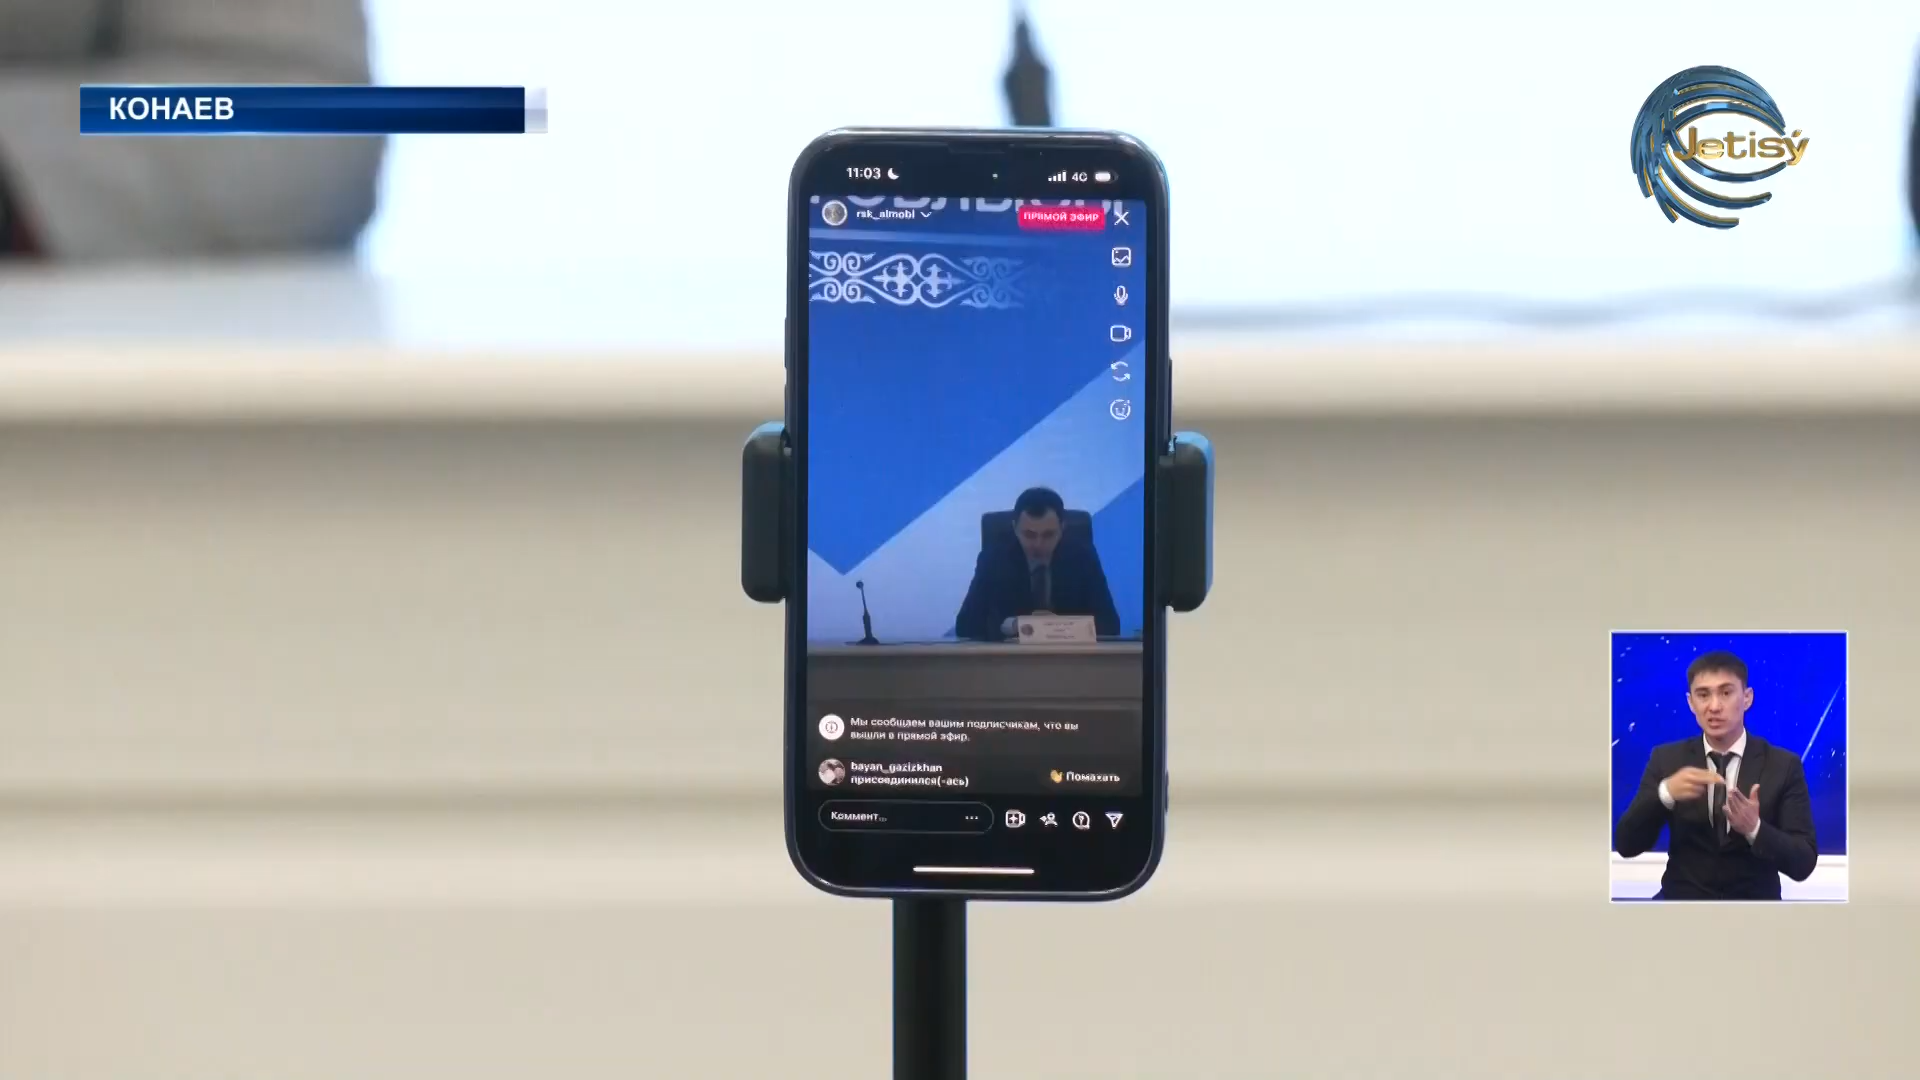 КОНАЕВ
Jetisý
11:03
4G
rsk_almobl
ПРЯМОЙ ЭФИР
Мы сообщаем вашим подписчикам, что вы
вышли в прямой эфир.
bayan_gazizkhan
присоединился(-ась)
Помахать
Коммент...